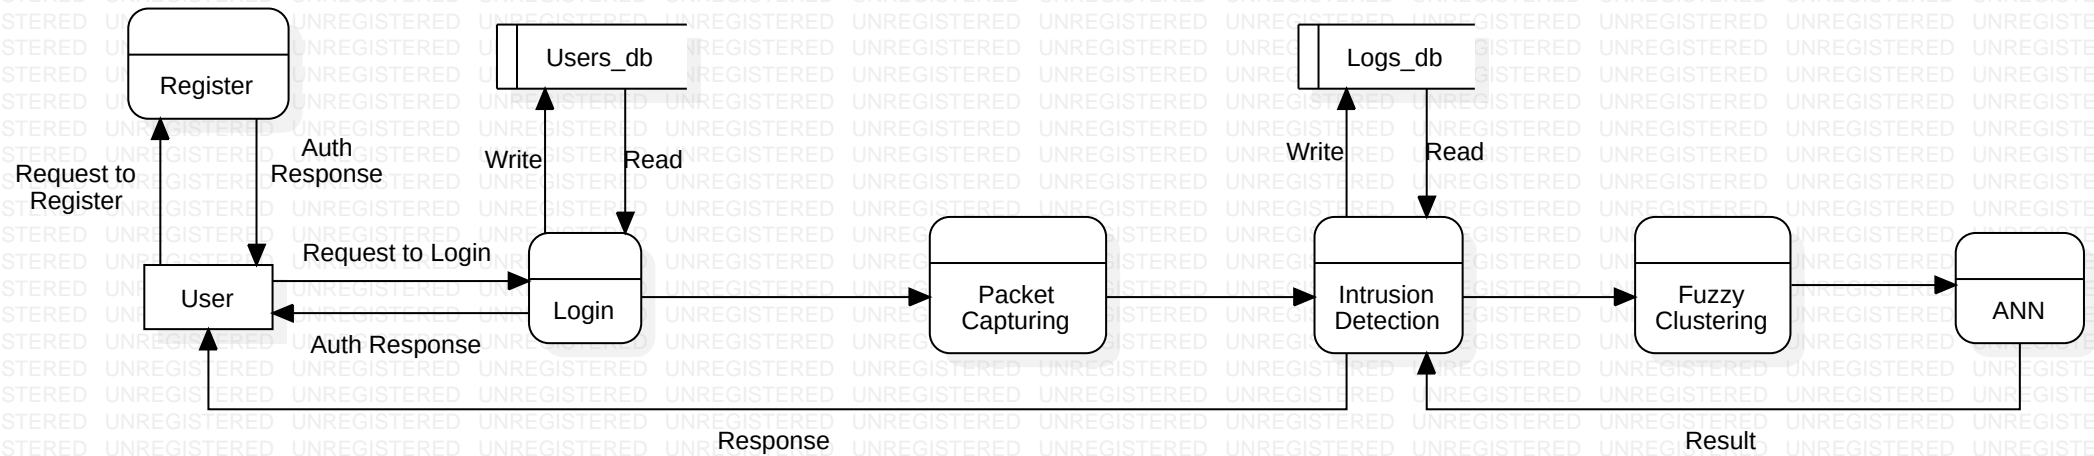 Register
Users_db
Logs_db
Request to
Register
Auth
Response
Write
Read
Write
Read
Request to Login
User
Login
Auth Response
Packet
Capturing
Intrusion
Detection
Fuzzy
Clustering
ANN
Response
Result
UNREGISTERED